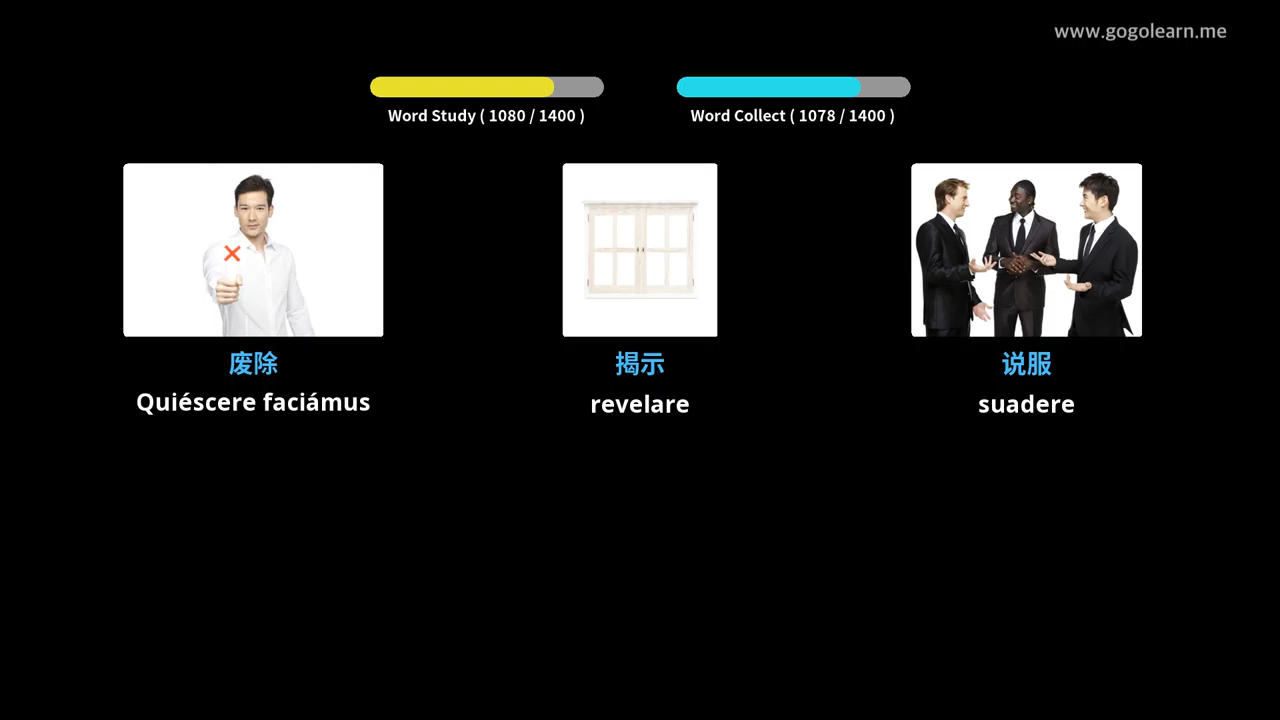 www.gogolearn.me
Word Study ( 1080 / 1400 )
Word Collect ( 1078 / 1400 )
废除
揭示
说服
Quiéscere faciámus
revelare
suadere